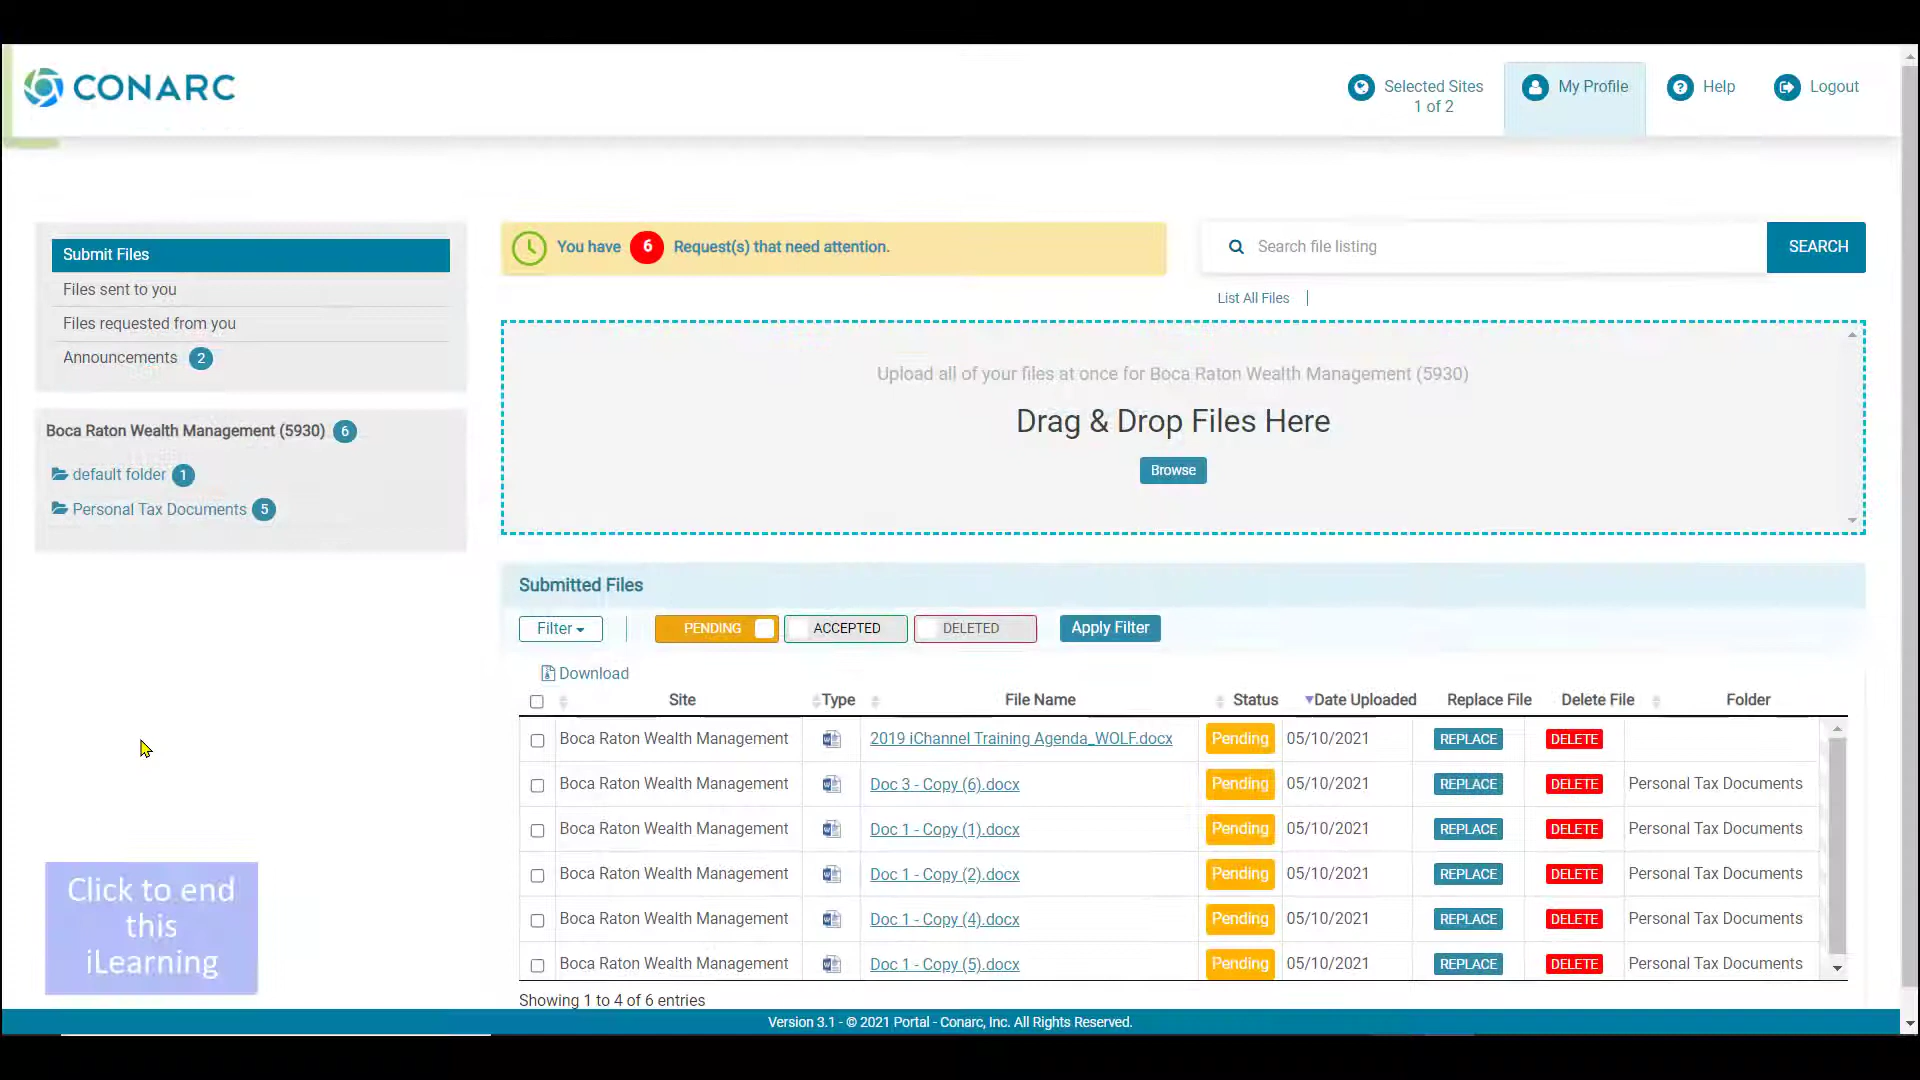 CONARC
Selected Sites
1 of 2
My Profile
Help
Logout
Submit Files
Files sent to you
Files requested from you
Announcements 2
Boca Raton Wealth Management (5930) 6
default folder 1
Personal Tax Documents 5
Click to end
this
iLearning
You have 6 Request(s) that need attention.
Search file listing
SEARCH
List All Files
Upload all of your files at once for Boca Raton Wealth Management (5930)
Drag & Drop Files Here
Browse
Submitted Files
Filter PENDING ACCEPTED DELETED Apply Filter
Download
Site Type File Name Status Date Uploaded Replace File Delete File Folder
Boca Raton Wealth Management 2019 iChannel Training Agenda_WOLF.docx Pending 05/10/2021 REPLACE DELETE
Boca Raton Wealth Management Doc 3 - Copy (6).docx Pending 05/10/2021 REPLACE DELETE Personal Tax Documents
Boca Raton Wealth Management Doc 1 - Copy (1).docx Pending 05/10/2021 REPLACE DELETE Personal Tax Documents
Boca Raton Wealth Management Doc 1 - Copy (2).docx Pending 05/10/2021 REPLACE DELETE Personal Tax Documents
Boca Raton Wealth Management Doc 1 - Copy (4).docx Pending 05/10/2021 REPLACE DELETE Personal Tax Documents
Boca Raton Wealth Management Doc 1 - Copy (5).docx Pending 05/10/2021 REPLACE DELETE Personal Tax Documents
Showing 1 to 4 of 6 entries
Version 3.1 - © 2021 Portal - Conarc, Inc. All Rights Reserved.